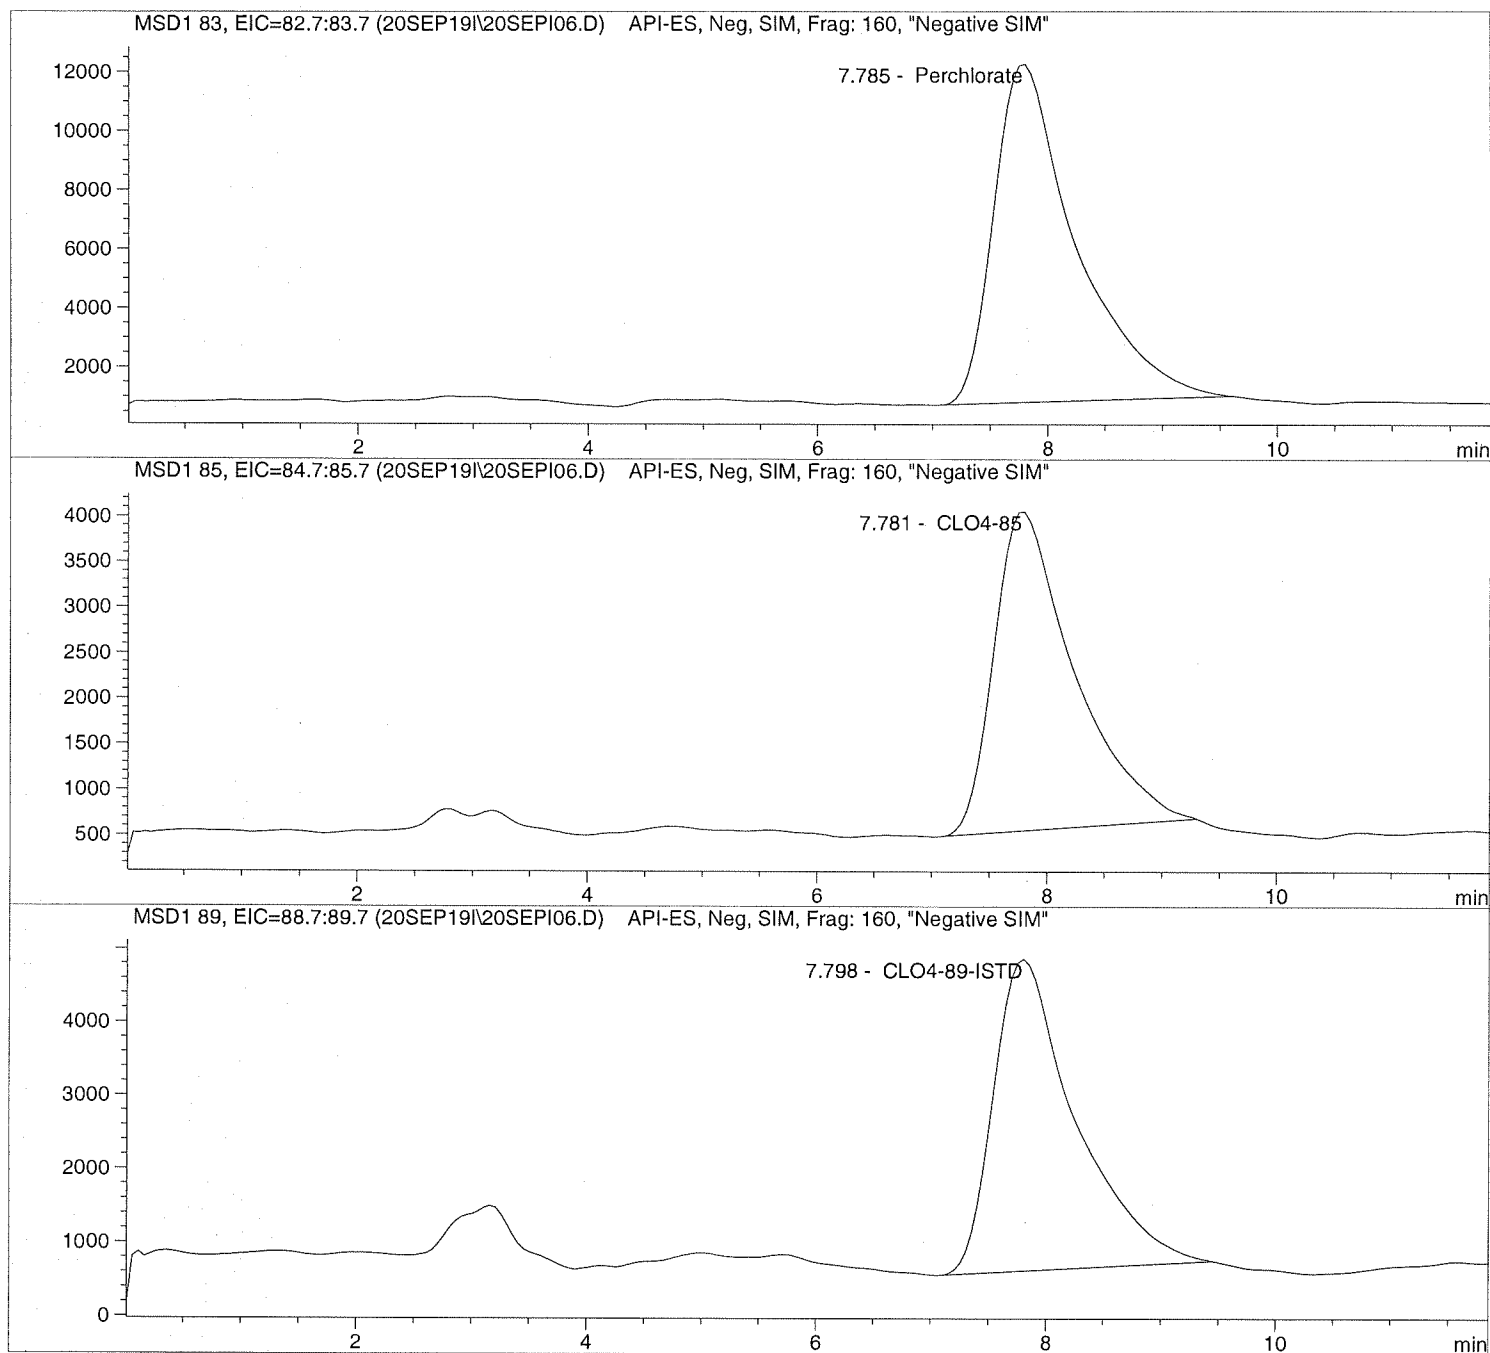 MSD1 83, EIC=82.7:83.7 (20SEP19I\20SEPI06.D) API-ES, Neg, SIM, Frag: 160, "Negative SIM"
7.785 - Perchlorate
12000
10000
8000
6000
4000
2000
2 4 6 8 10 min
MSD1 85, EIC=84.7:85.7 (20SEP19I\20SEPI06.D) API-ES, Neg, SIM, Frag: 160, "Negative SIM"
7.781 - CLO4-85
4000
3500
3000
2500
2000
1500
1000
500
2 4 6 8 10 min
MSD1 89, EIC=88.7:89.7 (20SEP19I\20SEPI06.D) API-ES, Neg, SIM, Frag: 160, "Negative SIM"
7.798 - CLO4-89-ISTD
4000
3000
2000
1000
0
2 4 6 8 10 min